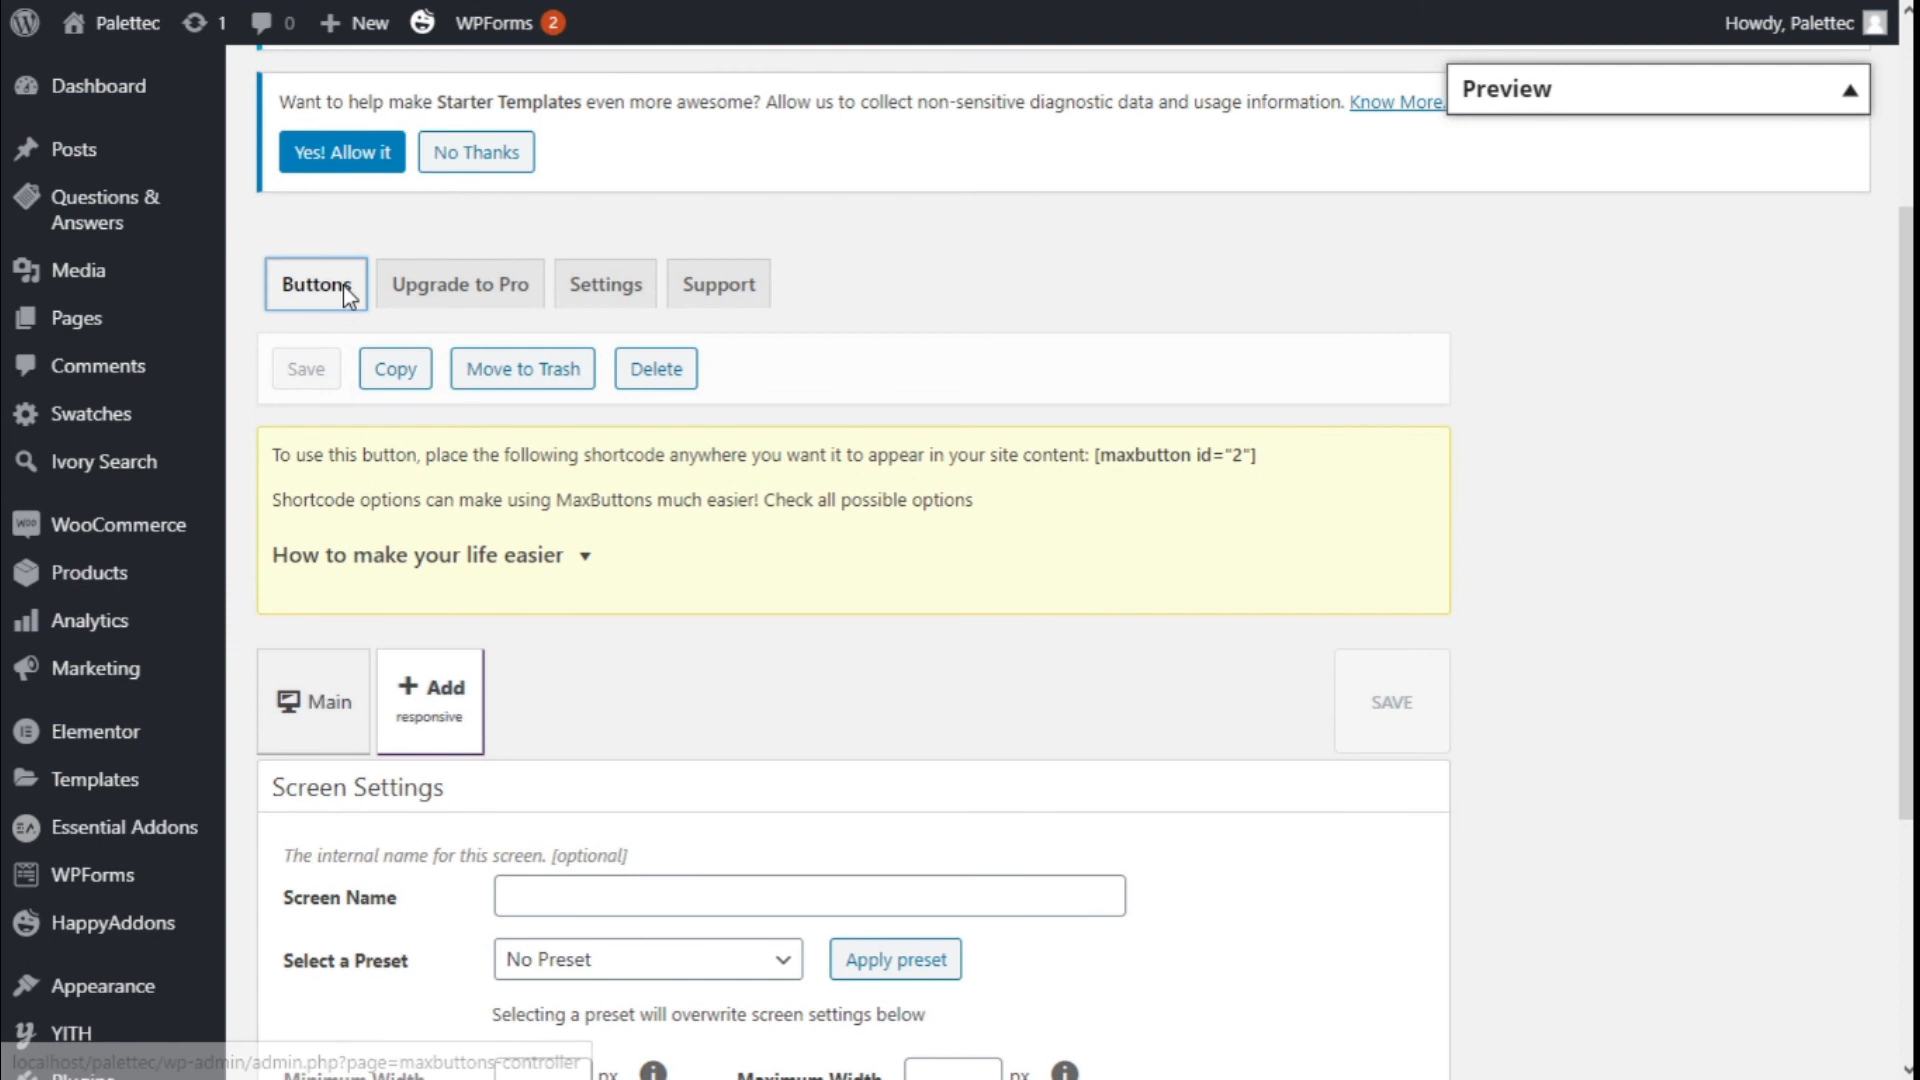 Palettec 1 0 New WPForms 2 Howdy, Palettec
Dashboard
Posts
Questions &
Answers
Media
Pages
Comments
Swatches
Ivory Search
WooCommerce
Products
Analytics
Marketing
Elementor
Templates
Essential Addons
WPForms
HappyAddons
Appearance
YITH
Plugins
Want to help make Starter Templates even more awesome? Allow us to collect non-sensitive diagnostic data and usage information. Know More.
Yes! Allow it No Thanks
Preview
Buttons Upgrade to Pro Settings Support
Save Copy Move to Trash Delete
To use this button, place the following shortcode anywhere you want it to appear in your site content: [maxbutton id="2"]
Shortcode options can make using MaxButtons much easier! Check all possible options
How to make your life easier
Main
+ Add
responsive
SAVE
Screen Settings
The internal name for this screen. [optional]
Screen Name
Select a Preset No Preset Apply preset
Selecting a preset will overwrite screen settings below
Minimum Width px Maximum Width px
localhost/palettec/wp-admin/admin.php?page=maxbuttons-controller